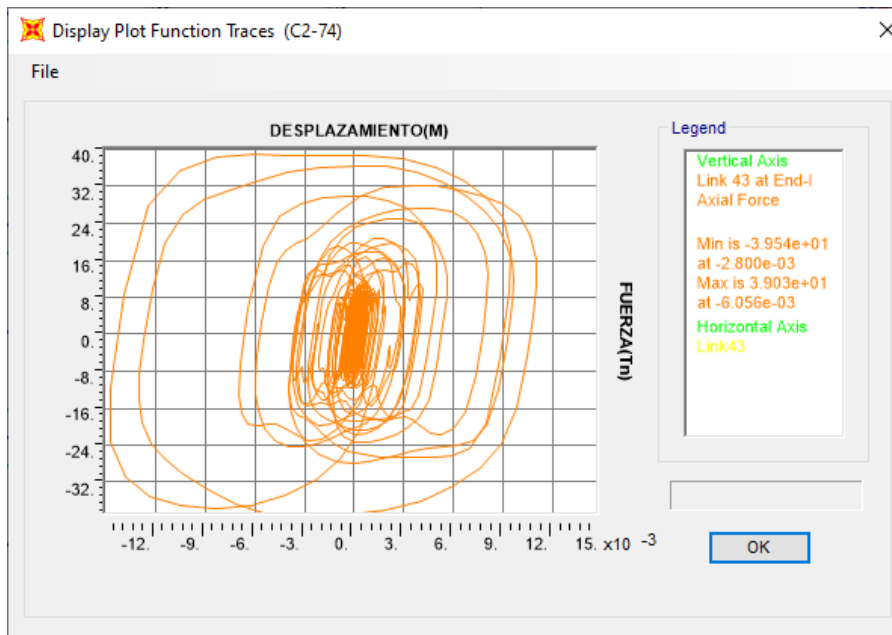 Display Plot Function Traces (C2-74)
File
DESPLAZAMIENTO(M)
40.
32.
24.
16.
8.
0.
-8.
-16.
-24.
-32.
-12. -9. -6. -3. 0. 3. 6. 9. 12. 15. x10 -3
FUERZA(Tn)
Legend
Vertical Axis
Link 43 at End-I
Axial Force
Min is -3.954e+01
at -2.800e-03
Max is 3.903e+01
at -6.056e-03
Horizontal Axis
Link43
OK